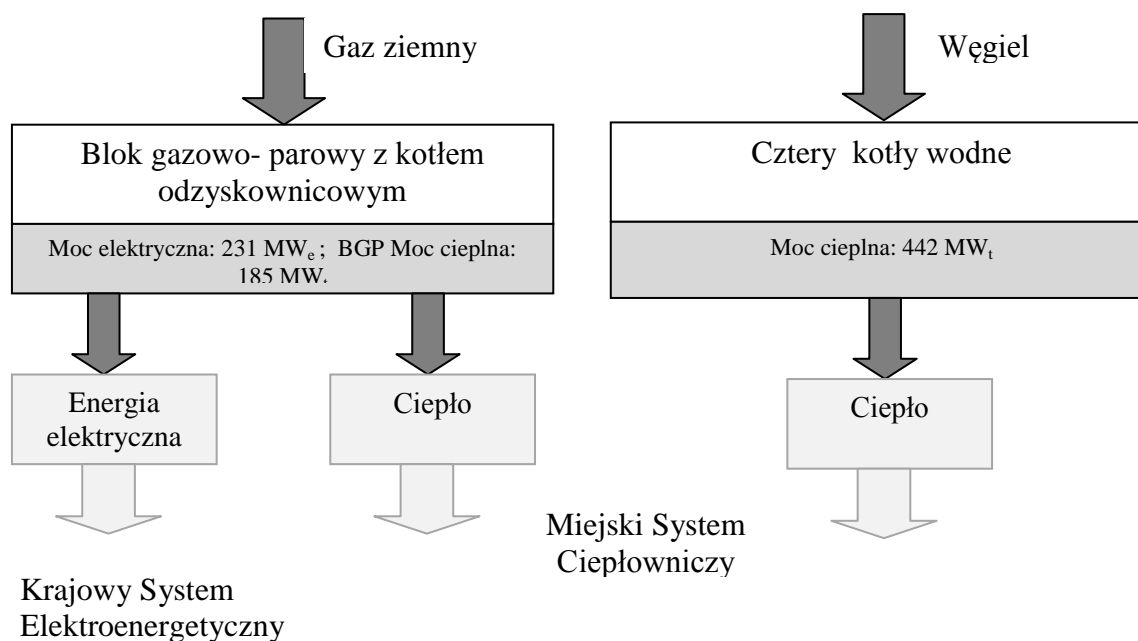 Gaz ziemny
Węgiel
Blok gazowo- parowy z kotłem
odzyskownicowym
Moc elektryczna: 231 MWe ; BGP Moc cieplna:
185 MWt
Cztery kotły wodne
Moc cieplna: 442 MWt
Energia
elektryczna
Ciepło
Ciepło
Miejski System
Ciepłowniczy
Krajowy System
Elektroenergetyczny